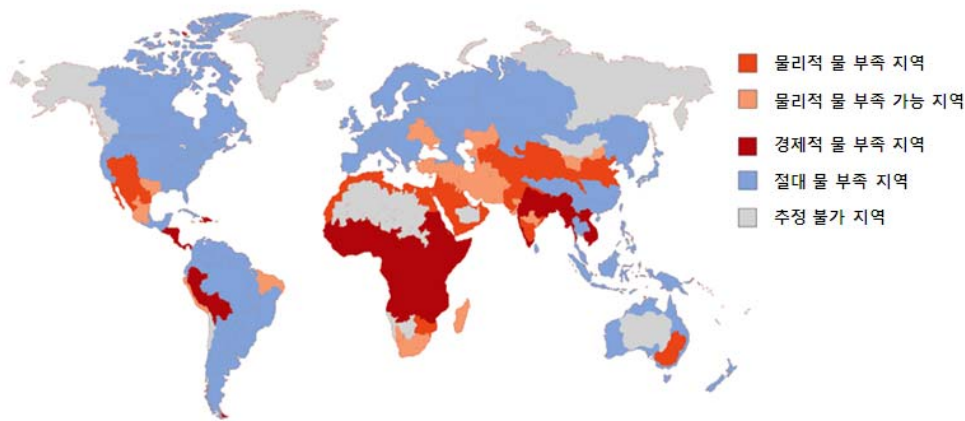 물리적 물 부족 지역
물리적 물 부족 가능 지역
경제적 물 부족 지역
절대 물 부족 지역
추정 불가 지역